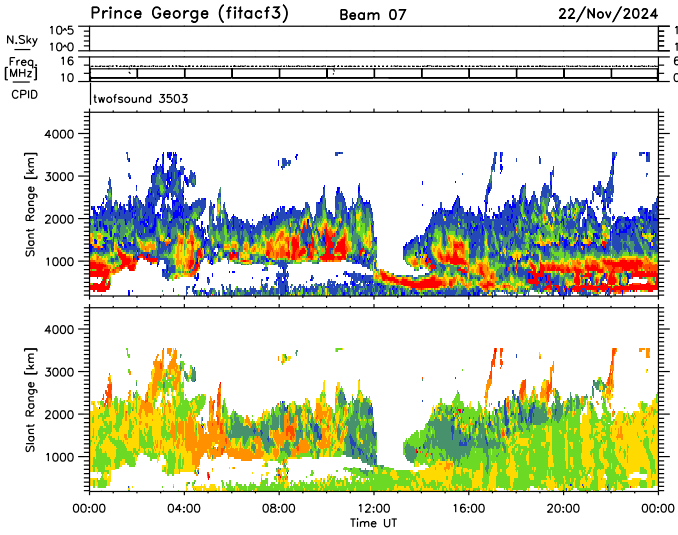 Prince George (fitacf3) Beam 07 22/Nov/2024
N.Sky 10^5 10^0 1 1
Freq. [MHz] 16 10 6 0
CPID twofsound 3503
Slant Range [km] 4000 3000 2000 1000
Slant Range [km] 4000 3000 2000 1000
00:00 04:00 08:00 12:00 16:00 20:00 00:00
Time UT